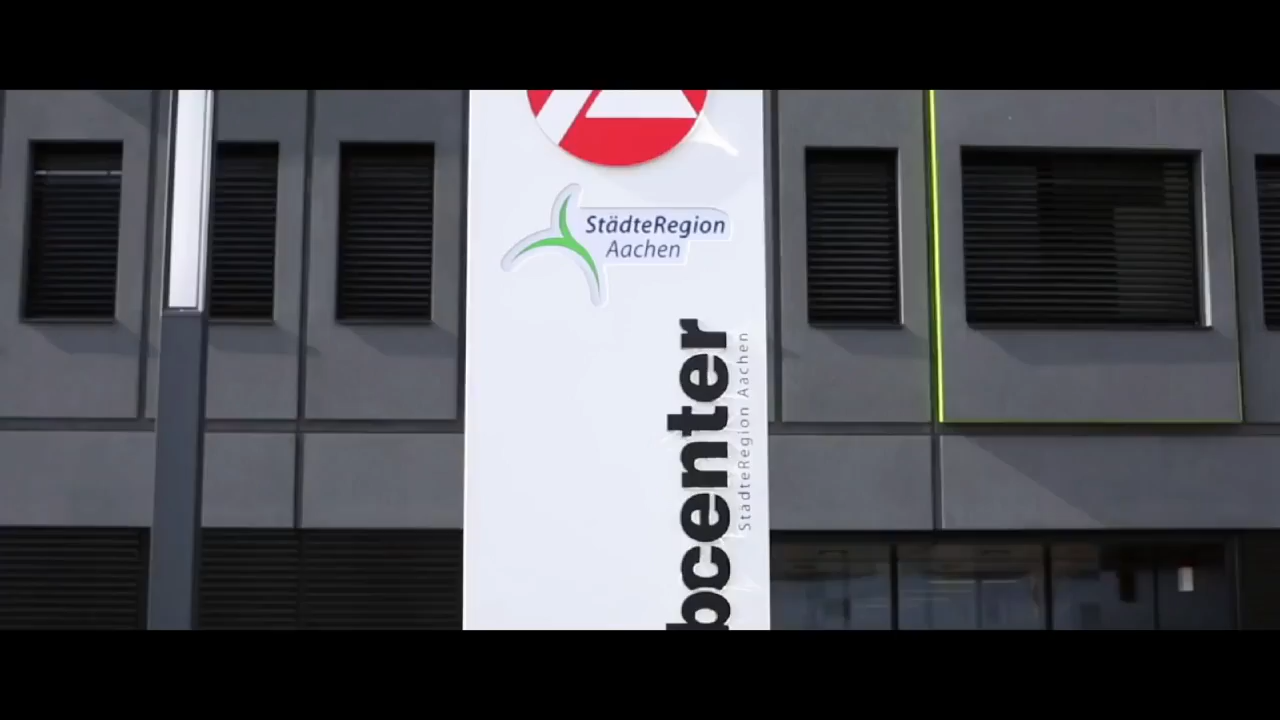 StädteRegion
Aachen
bcenter
StädteRegion Aachen